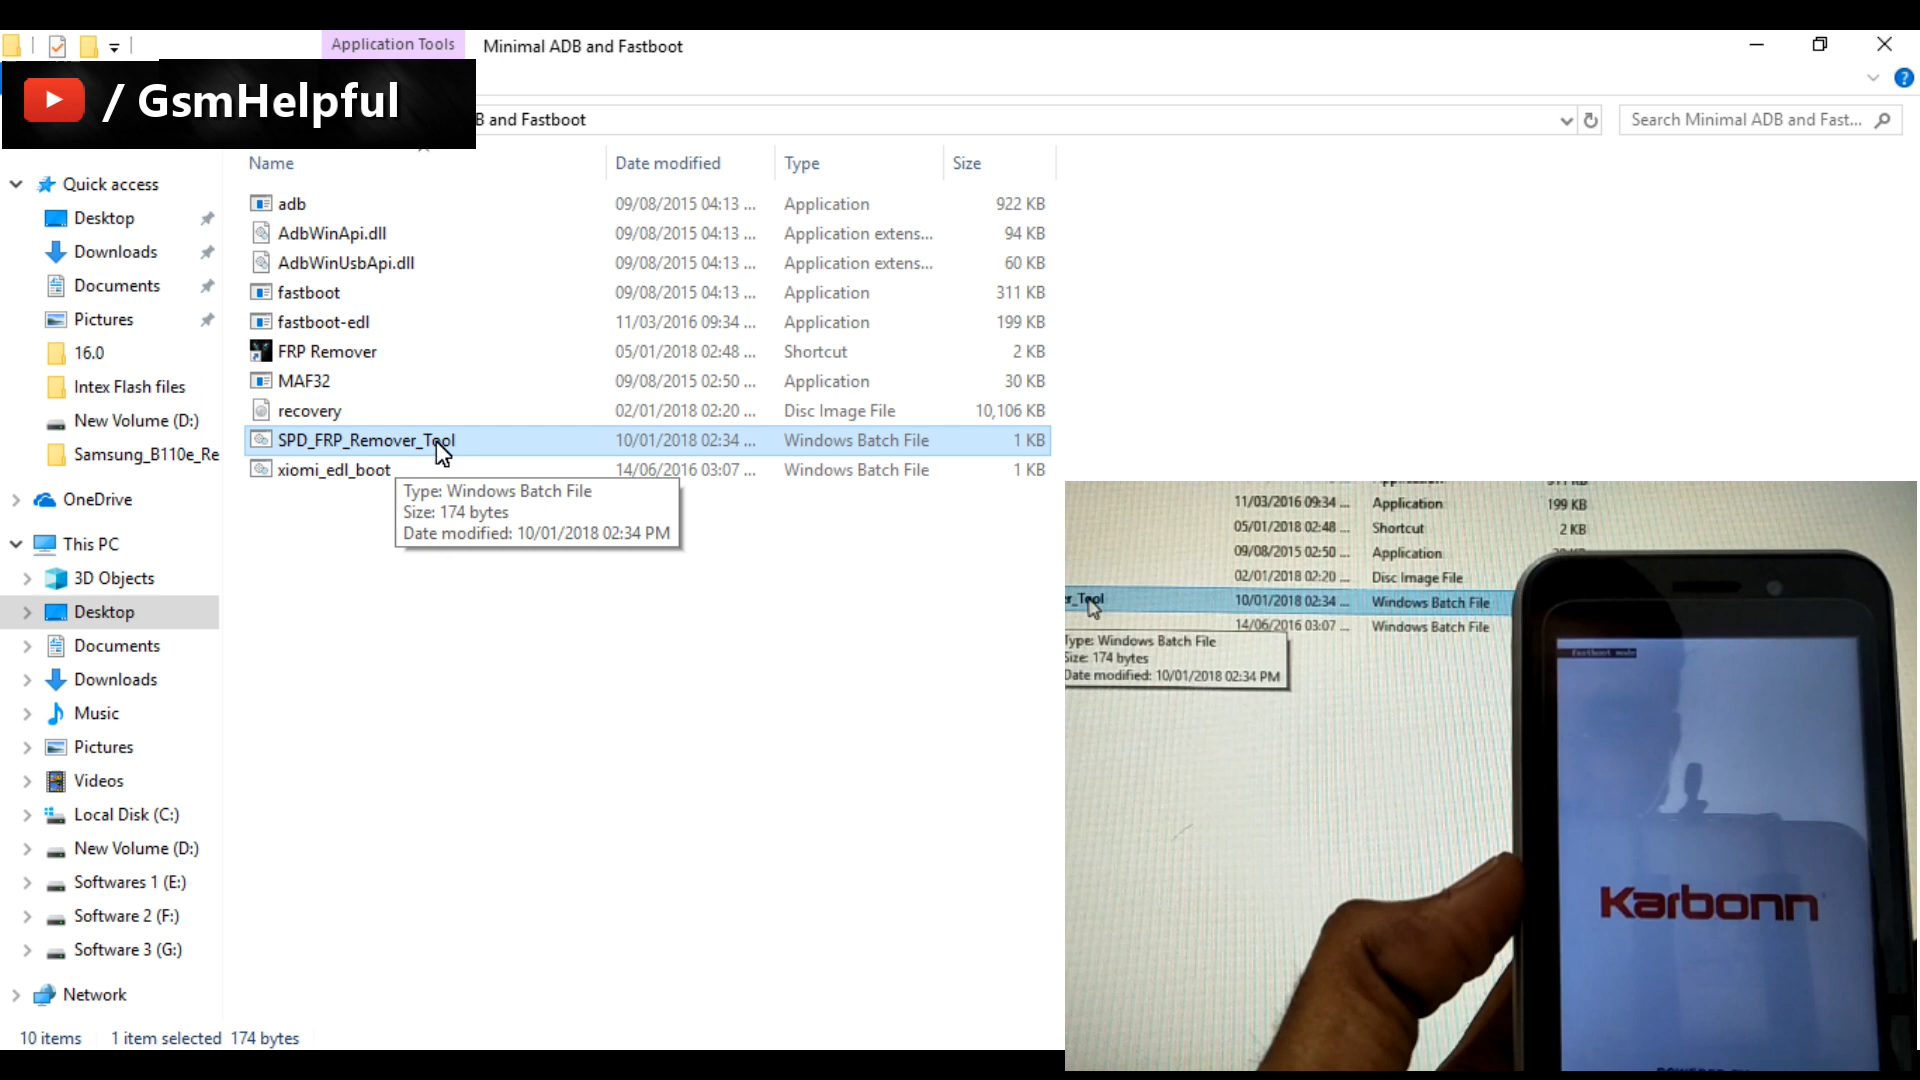 Application Tools
Minimal ADB and Fastboot
/ GsmHelpful
B and Fastboot
Search Minimal ADB and Fast...
Name
Date modified
Type
Size
Quick access
Desktop
Downloads
Documents
Pictures
16.0
Intex Flash files
New Volume (D:)
Samsung_B110e_Re
OneDrive
This PC
3D Objects
Desktop
Documents
Downloads
Music
Pictures
Videos
Local Disk (C:)
New Volume (D:)
Softwares 1 (E:)
Software 2 (F:)
Software 3 (G:)
Network
adb 09/08/2015 04:13 ... Application 922 KB
AdbWinApi.dll 09/08/2015 04:13 ... Application extens... 94 KB
AdbWinUsbApi.dll 09/08/2015 04:13 ... Application extens... 60 KB
fastboot 09/08/2015 04:13 ... Application 311 KB
fastboot-edl 11/03/2016 09:34 ... Application 199 KB
FRP Remover 05/01/2018 02:48 ... Shortcut 2 KB
MAF32 09/08/2015 02:50 ... Application 30 KB
recovery 02/01/2018 02:20 ... Disc Image File 10,106 KB
SPD_FRP_Remover_Tool 10/01/2018 02:34 ... Windows Batch File 1 KB
xiomi_edl_boot 14/06/2016 03:07 ... Windows Batch File 1 KB
Type: Windows Batch File
Size: 174 bytes
Date modified: 10/01/2018 02:34 PM
11/03/2016 09:34 ... Application 199 KB
05/01/2018 02:48 ... Shortcut 2 KB
09/08/2015 02:50 ... Application
02/01/2018 02:20 ... Disc Image File
r_Tool 10/01/2018 02:34 ... Windows Batch File
14/06/2016 03:07 ... Windows Batch File
Type: Windows Batch File
Size: 174 bytes
Date modified: 10/01/2018 02:34 PM
fastboot mode
Karbonn
10 items 1 item selected 174 bytes